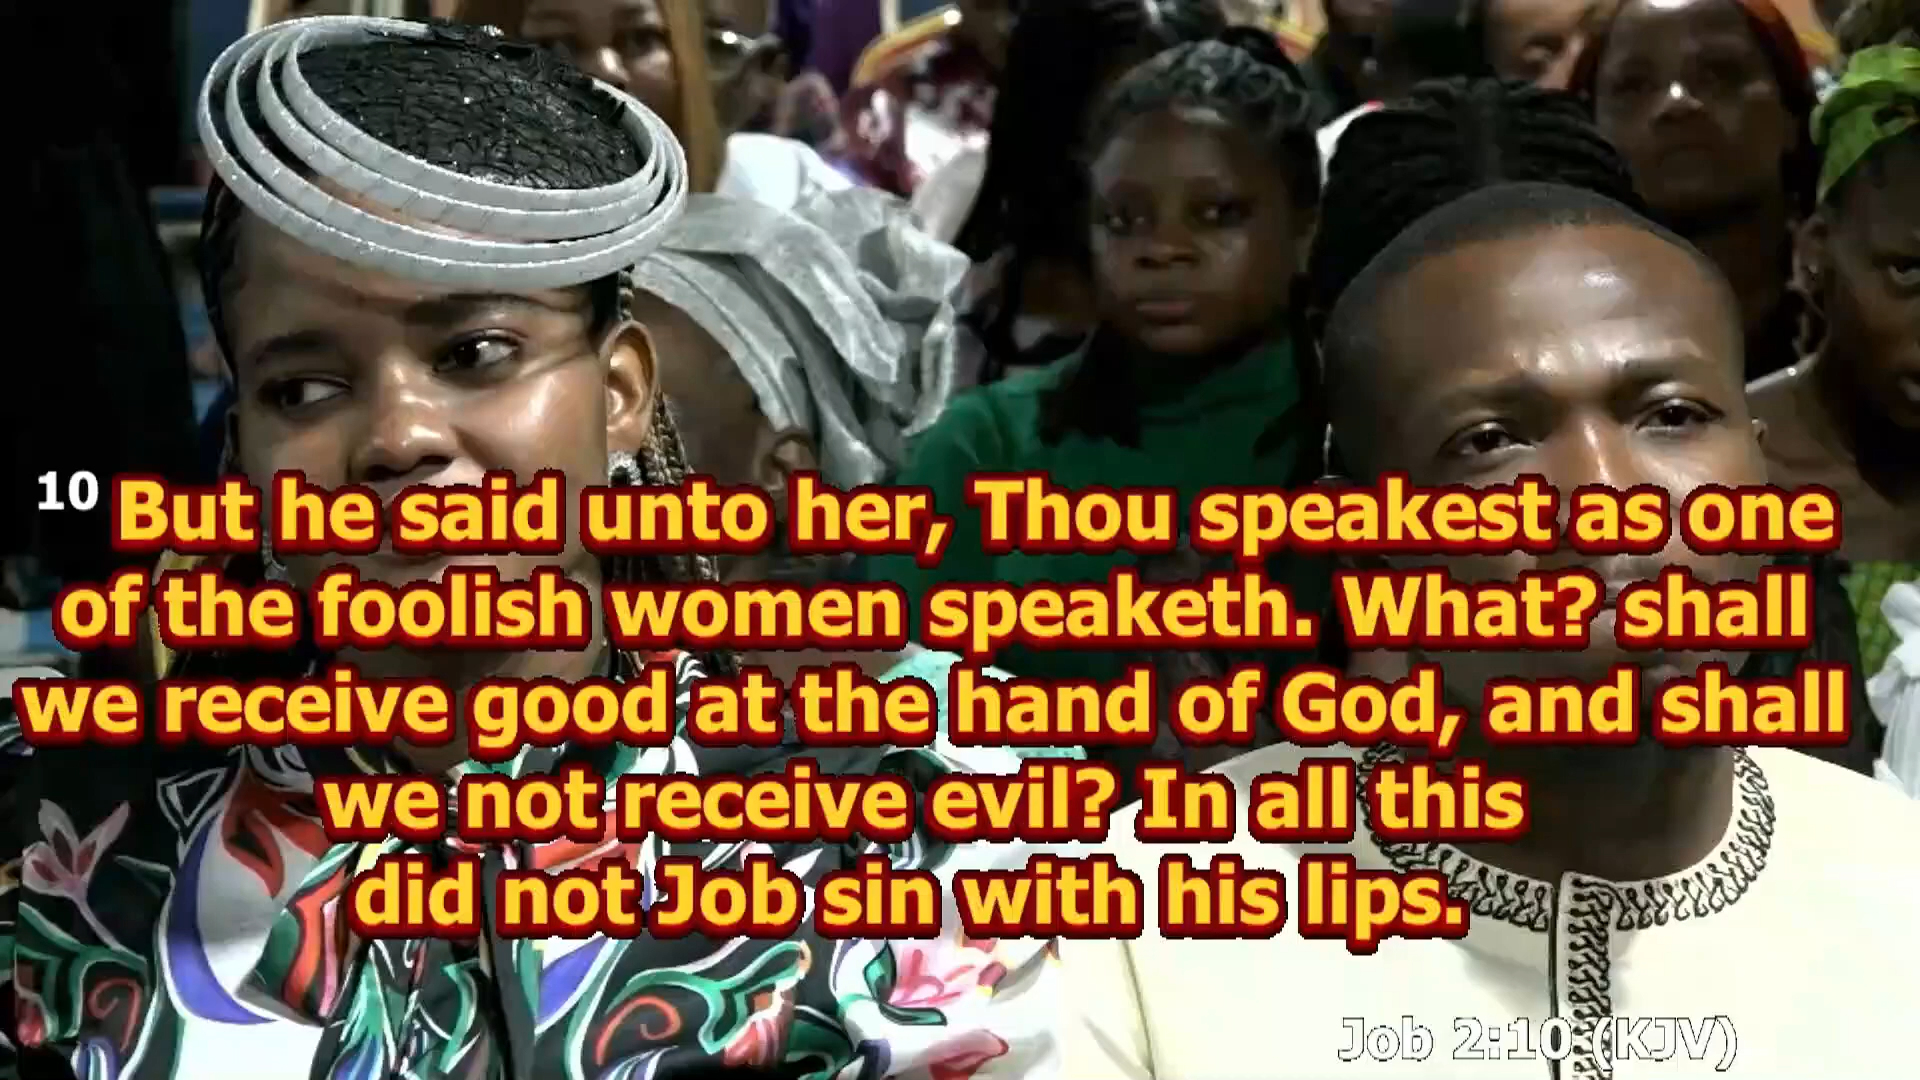 10 But he said unto her, Thou speakest as one
of the foolish women speaketh. What? shall
we receive good at the hand of God, and shall
we not receive evil? In all this
did not Job sin with his lips.
Job 2:10 (KJV)